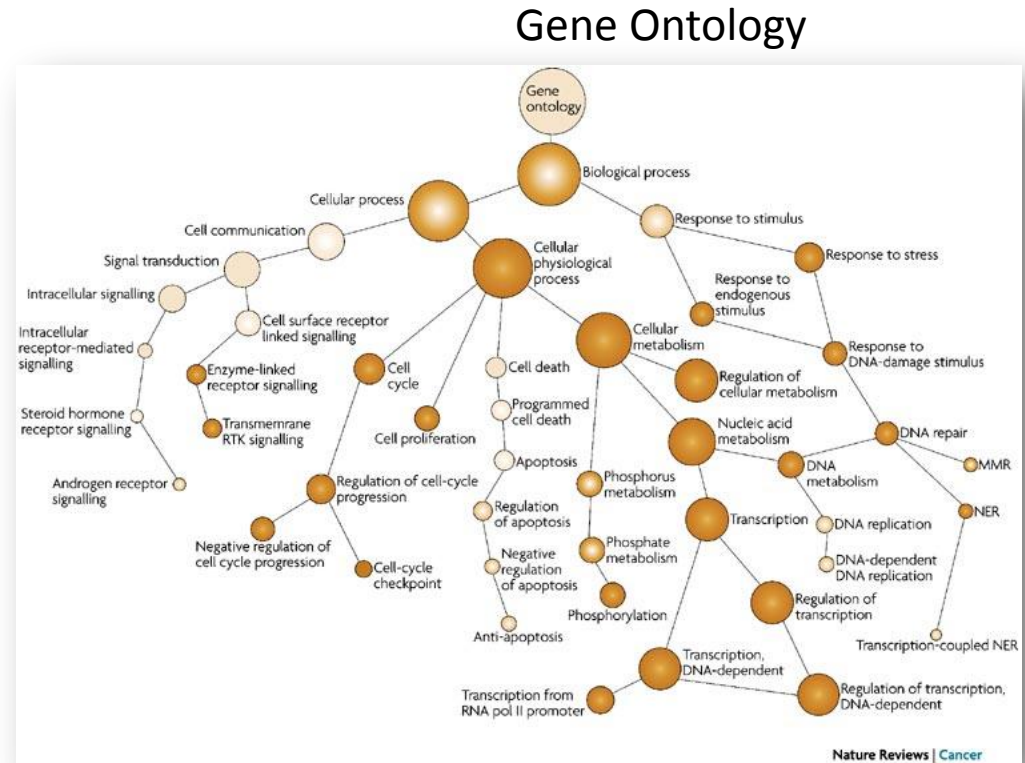 Gene Ontology
Gene
ontology
Biological process
Cellular process
Response to stimulus
Cell communication
Cellular
physiological
process
Response to stress
Signal transduction
Response to
endogenous
stimulus
Intracellular signalling
Cell surface receptor
linked signalling
Cellular
metabolism
Intracellular
receptor-mediated
signalling
Response to
DNA-damage stimulus
Enzyme-linked
receptor signalling
Cell
cycle
Cell death
Regulation of
cellular metabolism
Steroid hormone
receptor signalling
Transmemrane
RTK signalling
Cell proliferation
Programmed
cell death
Nucleic acid
metabolism
DNA repair
Androgen receptor
signalling
Regulation of cell-cycle
progression
Apoptosis
Phosphorus
metabolism
DNA
metabolism
MMR
Regulation
of apoptosis
Transcription
DNA replication
NER
Negative regulation of
cell cycle progression
Cell-cycle
checkpoint
Negative
regulation
of apoptosis
Phosphate
metabolism
DNA-dependent
DNA replication
Phosphorylation
Regulation of
transcription
Anti-apoptosis
Transcription-coupled NER
Transcription,
DNA-dependent
Transcription from
RNA pol II promoter
Regulation of transcription,
DNA-dependent
Nature Reviews | Cancer